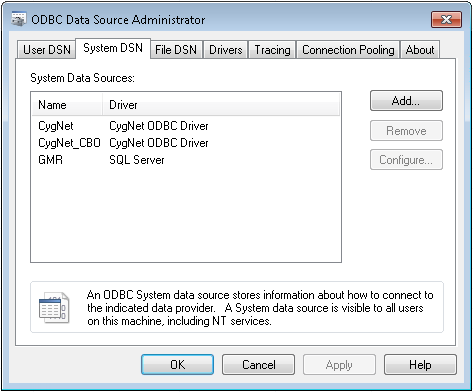 ODBC Data Source Administrator
User DSN System DSN File DSN Drivers Tracing Connection Pooling About
System Data Sources:
Name Driver
CygNet CygNet ODBC Driver
CygNet_CBO CygNet ODBC Driver
GMR SQL Server
Add...
Remove
Configure...
An ODBC System data source stores information about how to connect to
the indicated data provider. A System data source is visible to all users
on this machine, including NT services.
OK Cancel Apply Help